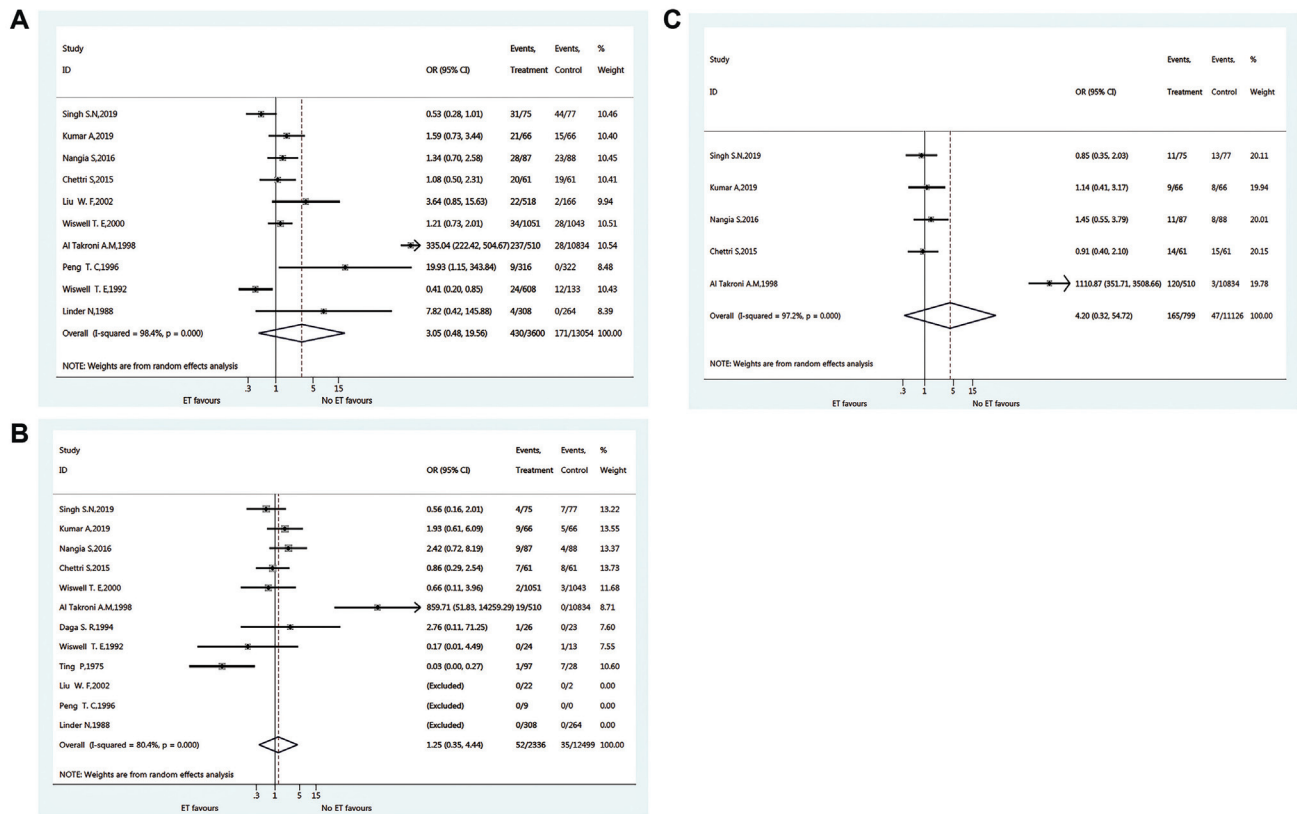 A
Study Events, Events, %
ID OR (95% CI) Treatment Control Weight
Singh S.N,2019 0.53 (0.28, 1.01) 31/75 44/77 10.46
Kumar A,2019 1.59 (0.73, 3.44) 21/66 15/66 10.40
Nangia S,2016 1.34 (0.70, 2.58) 28/87 23/88 10.45
Chettri S,2015 1.08 (0.50, 2.31) 20/61 19/61 10.41
Liu W. F,2002 3.64 (0.85, 15.63) 22/518 2/166 9.94
Wiswell T. E,2000 1.21 (0.73, 2.01) 34/1051 28/1043 10.51
Al Takroni A.M,1998 335.04 (222.42, 504.67) 237/510 28/10834 10.54
Peng T. C,1996 19.93 (1.15, 343.84) 9/316 0/322 8.48
Wiswell T. E,1992 0.41 (0.20, 0.85) 24/608 12/133 10.43
Linder N,1988 7.82 (0.42, 145.88) 4/308 0/264 8.39
Overall (I-squared = 98.4%, p = 0.000) 3.05 (0.48, 19.56) 430/3600 171/13054 100.00
NOTE: Weights are from random effects analysis
.3 1 5 15
ET favours No ET favours
B
Study Events, Events, %
ID OR (95% CI) Treatment Control Weight
Singh S.N,2019 0.56 (0.16, 2.01) 4/75 7/77 13.22
Kumar A,2019 1.93 (0.61, 6.09) 9/66 5/66 13.55
Nangia S,2016 2.42 (0.72, 8.19) 9/87 4/88 13.37
Chettri S,2015 0.86 (0.29, 2.54) 7/61 8/61 13.73
Wiswell T. E,2000 0.66 (0.11, 3.96) 2/1051 3/1043 11.68
Al Takroni A.M,1998 859.71 (51.83, 14259.29) 19/510 0/10834 8.71
Daga S. R,1994 2.76 (0.11, 71.25) 1/26 0/23 7.60
Wiswell T. E,1992 0.17 (0.01, 4.49) 0/24 1/13 7.55
Ting P,1975 0.03 (0.00, 0.27) 1/97 7/28 10.60
Liu W. F,2002 (Excluded) 0/22 0/2 0.00
Peng T. C,1996 (Excluded) 0/9 0/0 0.00
Linder N,1988 (Excluded) 0/308 0/264 0.00
Overall (I-squared = 80.4%, p = 0.000) 1.25 (0.35, 4.44) 52/2336 35/12499 100.00
NOTE: Weights are from random effects analysis
.3 1 5 15
ET favours No ET favours
C
Study Events, Events, %
ID OR (95% CI) Treatment Control Weight
Singh S.N,2019 0.85 (0.35, 2.03) 11/75 13/77 20.11
Kumar A,2019 1.14 (0.41, 3.17) 9/66 8/66 19.94
Nangia S,2016 1.45 (0.55, 3.79) 11/87 8/88 20.01
Chettri S,2015 0.91 (0.40, 2.10) 14/61 15/61 20.15
Al Takroni A.M,1998 1110.87 (351.71, 3508.66) 120/510 3/10834 19.78
Overall (I-squared = 97.2%, p = 0.000) 4.20 (0.32, 54.72) 165/799 47/11126 100.00
NOTE: Weights are from random effects analysis
.3 1 5 15
ET favours No ET favours